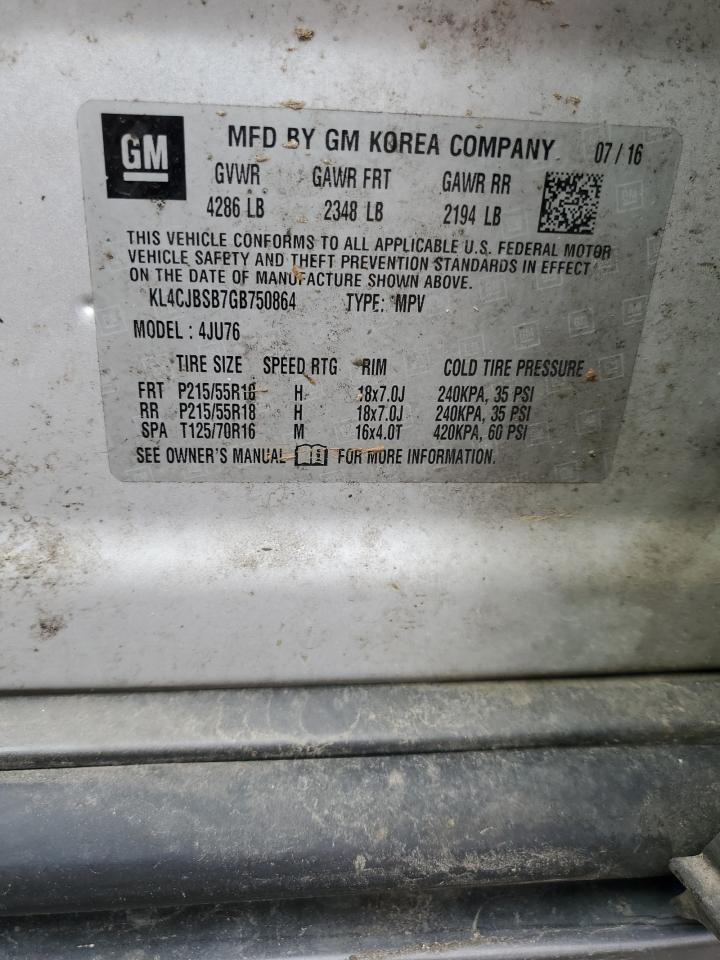 GM MFD BY GM KOREA COMPANY 07 / 16
GVWR GAWR FRT GAWR RR
4286 LB 2348 LB 2194 LB
THIS VEHICLE CONFORMS TO ALL APPLICABLE U.S. FEDERAL MOTOR
VEHICLE SAFETY AND THEFT PREVENTION STANDARDS IN EFFECT
ON THE DATE OF MANUFACTURE SHOWN ABOVE.
KL4CJBSB7GB750864 TYPE: MPV
MODEL : 4JU76
TIRE SIZE SPEED RTG RIM COLD TIRE PRESSURE
FRT P215/55R18 H 18x7.0J 240KPA, 35 PSI
RR P215/55R18 H 18x7.0J 240KPA, 35 PSI
SPA T125/70R16 M 16x4.0T 420KPA, 60 PSI
SEE OWNER'S MANUAL FOR MORE INFORMATION.